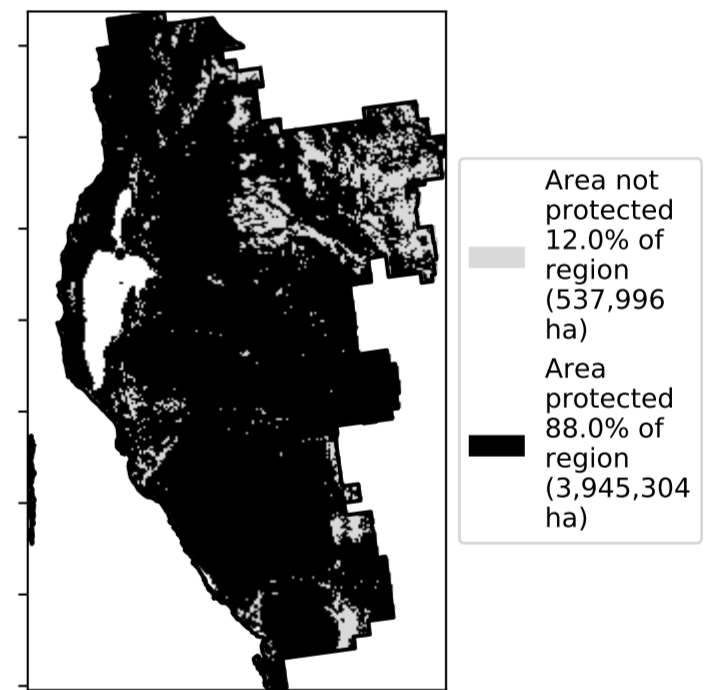 Area not
protected
12.0% of
region
(537,996
ha)
Area
protected
88.0% of
region
(3,945,304
ha)